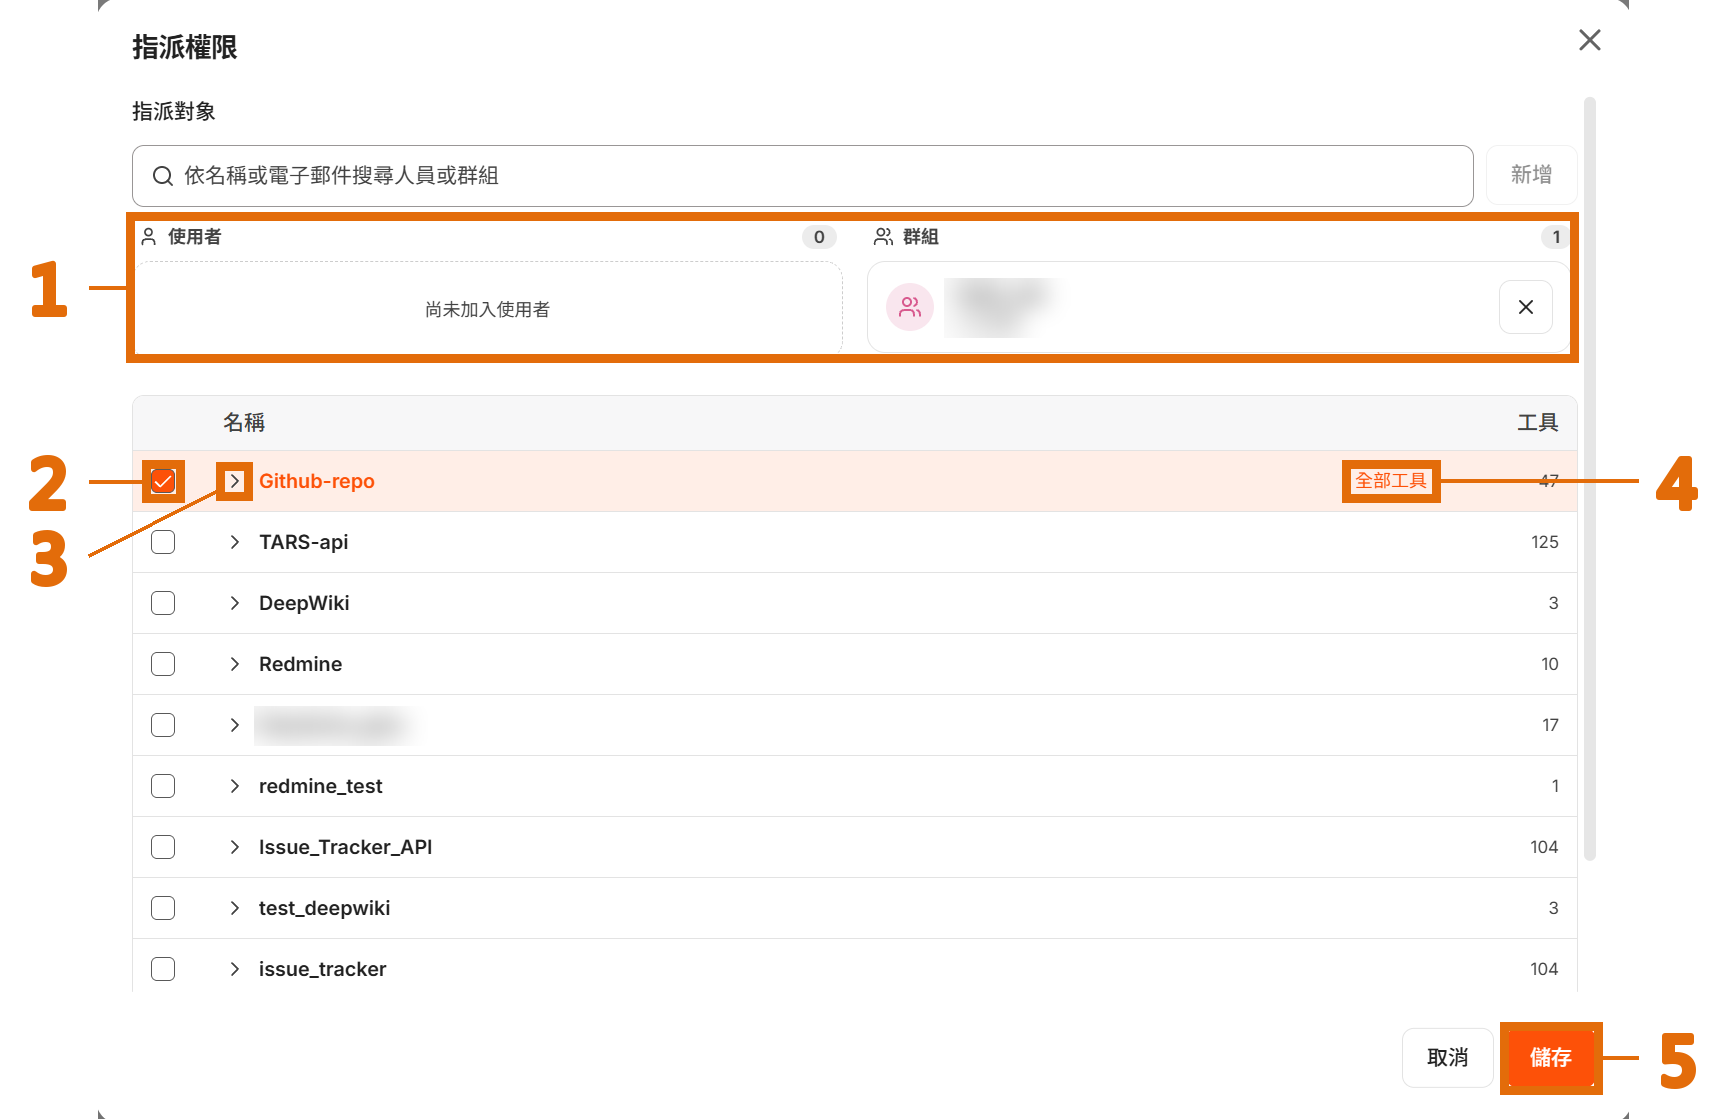 指派權限
指派對象
依名稱或電子郵件搜尋人員或群組
新增
使用者 0
群組 1
1
尚未加入使用者
名稱 工具
2
Github-repo 全部工具 47
4
3
TARS-api 125
DeepWiki 3
Redmine 10
17
redmine_test 1
Issue_Tracker_API 104
test_deepwiki 3
issue_tracker 104
取消 儲存
5